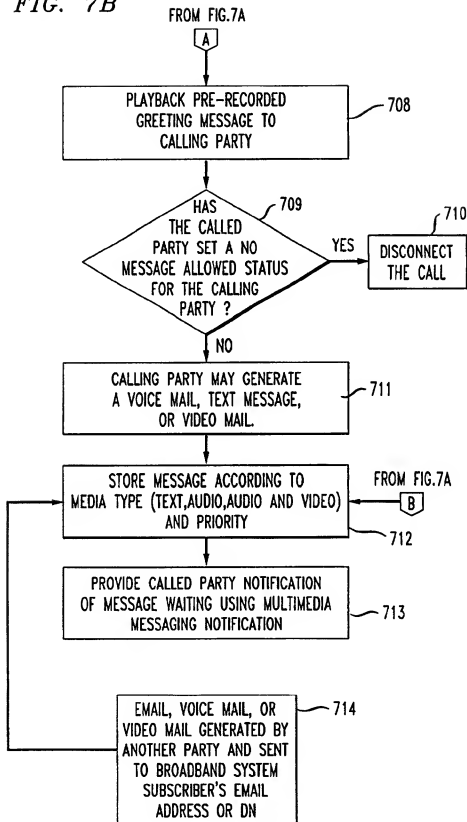 FIG. 7B
FROM FIG.7A
A
PLAYBACK PRE-RECORDED
GREETING MESSAGE TO
CALLING PARTY
708
HAS
THE CALLED
PARTY SET A NO
MESSAGE ALLOWED STATUS
FOR THE CALLING
PARTY ?
709
YES
710
DISCONNECT
THE CALL
NO
CALLING PARTY MAY GENERATE
A VOICE MAIL, TEXT MESSAGE,
OR VIDEO MAIL.
711
STORE MESSAGE ACCORDING TO
MEDIA TYPE (TEXT,AUDIO,AUDIO AND VIDEO)
AND PRIORITY
FROM FIG.7A
B
712
PROVIDE CALLED PARTY NOTIFICATION
OF MESSAGE WAITING USING MULTIMEDIA
MESSAGING NOTIFICATION
713
EMAIL, VOICE MAIL, OR
VIDEO MAIL GENERATED BY
ANOTHER PARTY AND SENT
TO BROADBAND SYSTEM
SUBSCRIBER'S EMAIL
ADDRESS OR DN
714